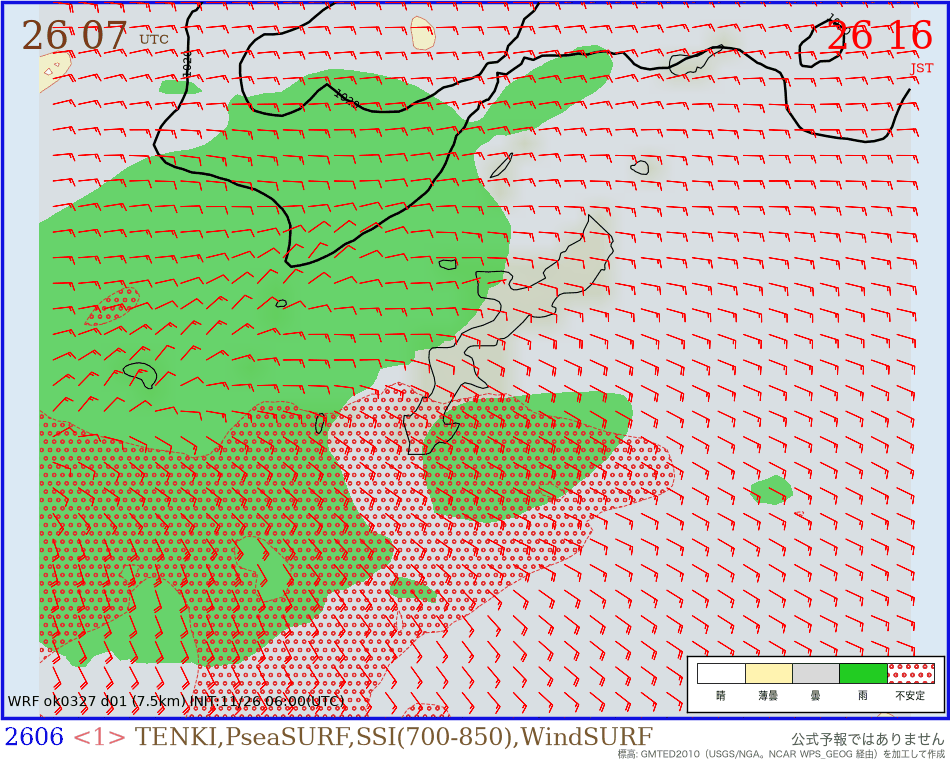 26 07 UTC
26 16
JST
1020
1020
WRF ok0327 d01 (7.5km) INIT:11/26 06:00(UTC)
晴 薄曇 曇 雨 不安定
2606 <1> TENKI,PseaSURF,SSI(700-850),WindSURF
公式予報ではありません
標高: GMTED2010（USGS/NGA。NCAR WPS_GEOG 経由）を加工して作成